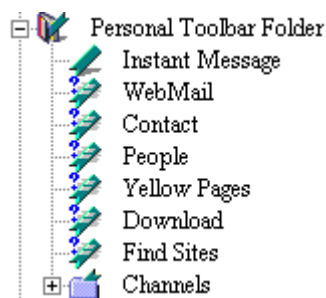 Personal Toolbar Folder
Instant Message
WebMail
Contact
People
Yellow Pages
Download
Find Sites
Channels